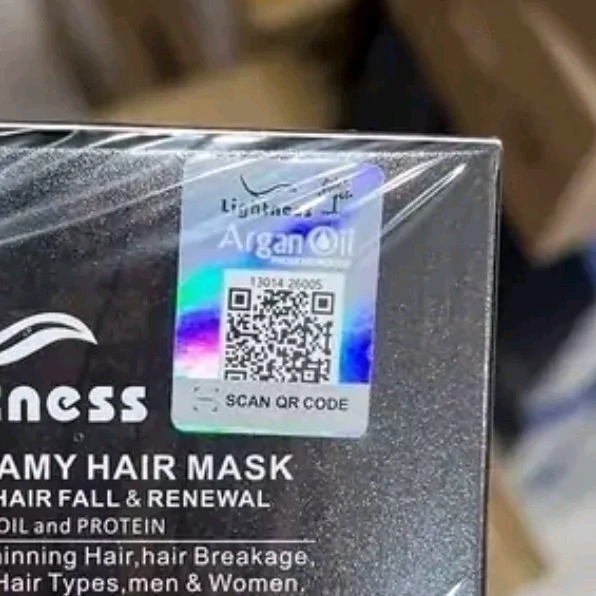 Lightness
Argan Oil
13014 26005
SCAN QR CODE
ness
AMY HAIR MASK
HAIR FALL & RENEWAL
OIL and PROTEIN
inning Hair,hair Breakage,
Hair Types,men & Women.